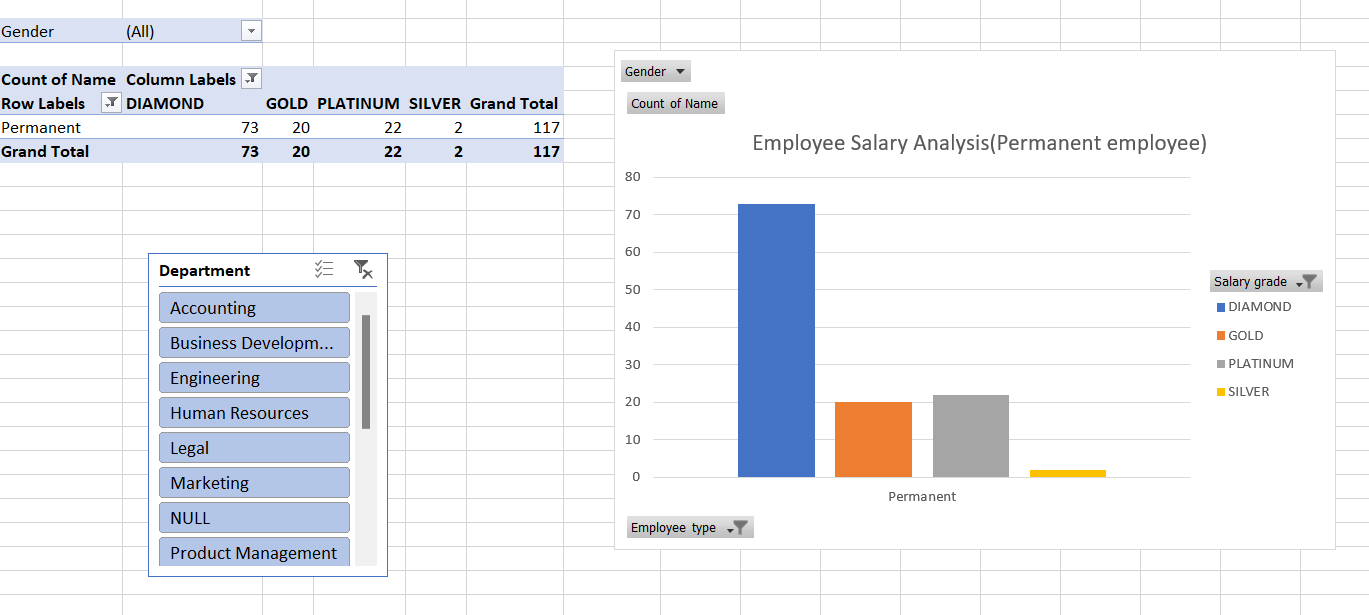 Gender (All)
Count of Name Column Labels
Row Labels DIAMOND GOLD PLATINUM SILVER Grand Total
Permanent 73 20 22 2 117
Grand Total 73 20 22 2 117
Department
Accounting
Business Developm...
Engineering
Human Resources
Legal
Marketing
NULL
Product Management
Gender
Count of Name
Employee Salary Analysis(Permanent employee)
80
70
60
50
40
30
20
10
0
Permanent
Employee type
Salary grade
DIAMOND
GOLD
PLATINUM
SILVER